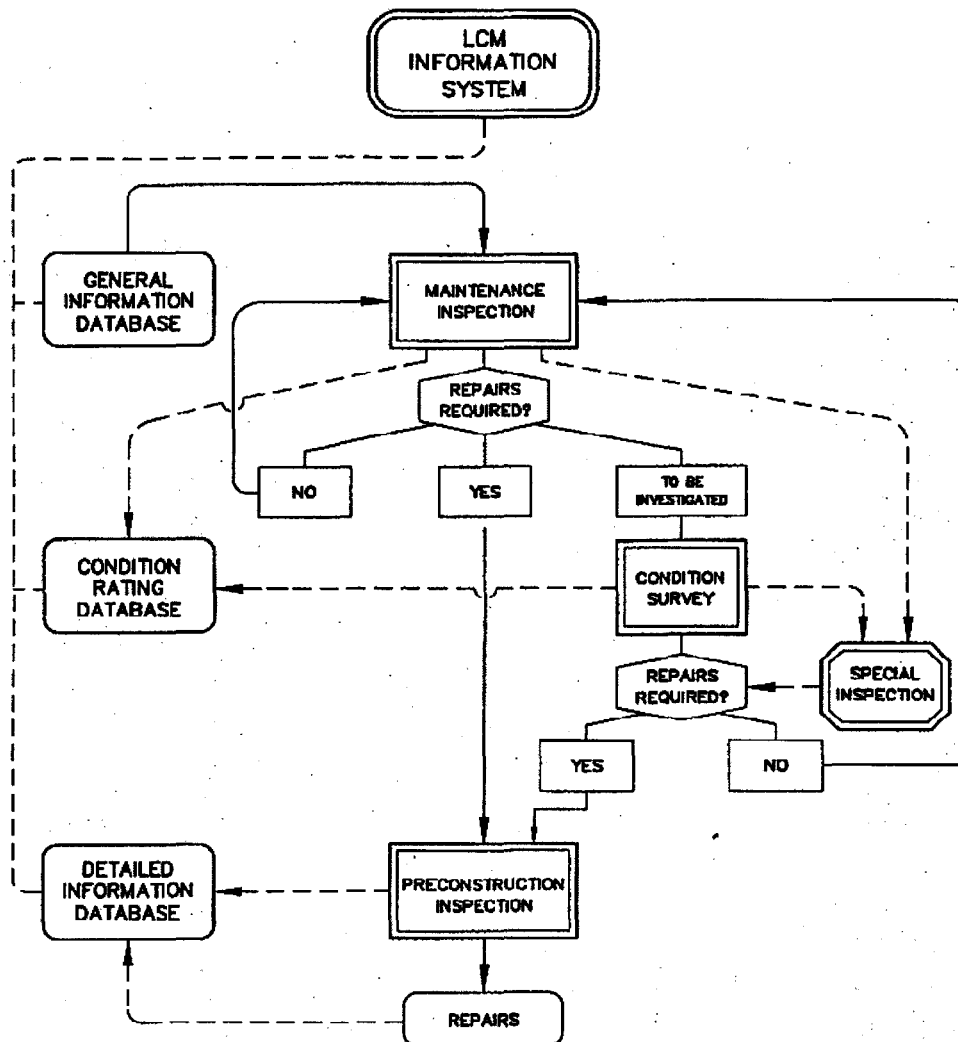 LCM
INFORMATION
SYSTEM
GENERAL
INFORMATION
DATABASE
MAINTENANCE
INSPECTION
REPAIRS
REQUIRED?
NO
YES
TO BE
INVESTIGATED
CONDITION
RATING
DATABASE
CONDITION
SURVEY
REPAIRS
REQUIRED?
SPECIAL
INSPECTION
YES
NO
DETAILED
INFORMATION
DATABASE
PRECONSTRUCTION
INSPECTION
REPAIRS